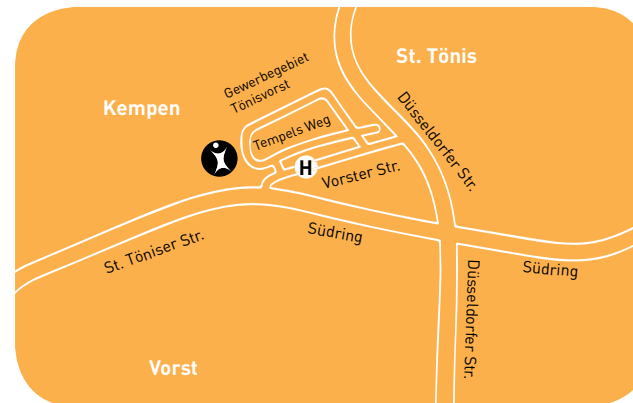 St. Tönis
Gewerbegebiet
Tönisvorst
Kempen
Düsseldorfer Str.
Tempels Weg
H
Vorster Str.
St. Töniser Str.
Südring
Düsseldorfer Str.
Südring
Vorst